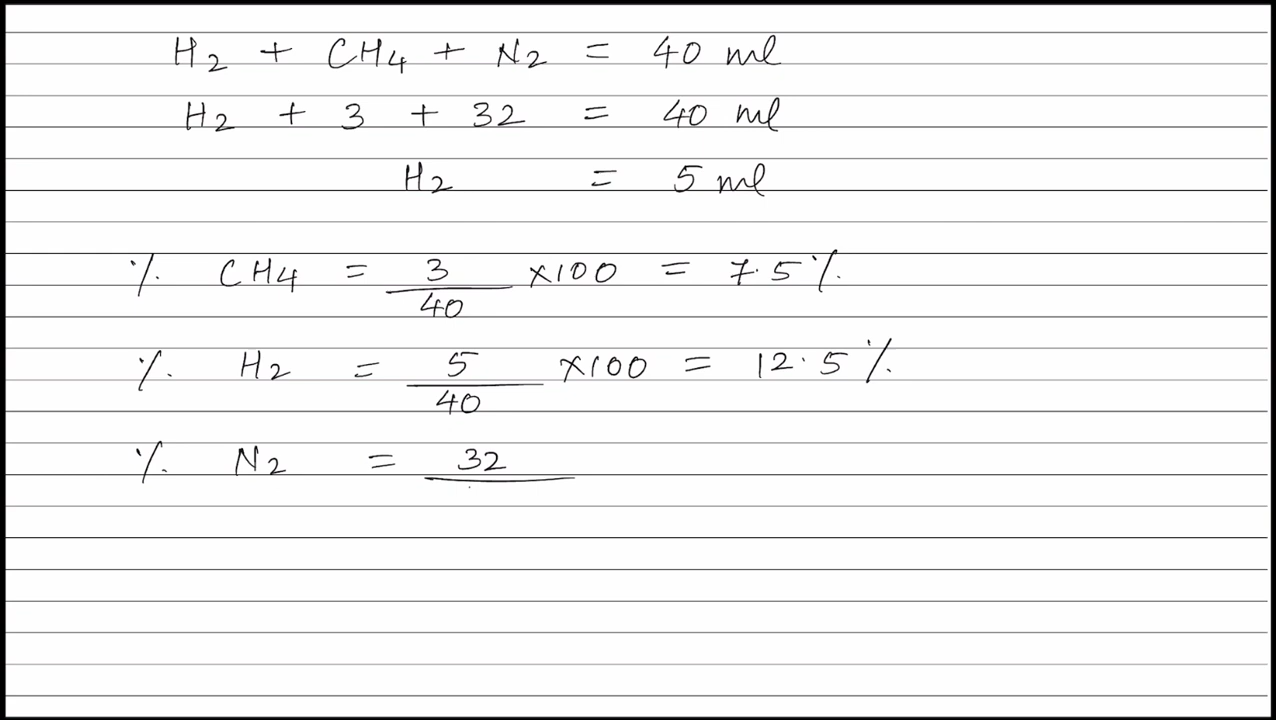 H2 + CH4 + N2 = 40 ml
H2 + 3 + 32 = 40 ml
H2 = 5 ml
% CH4 = 3/40 ×100 = 7.5%
% H2 = 5/40 ×100 = 12.5%
% N2 = 32/